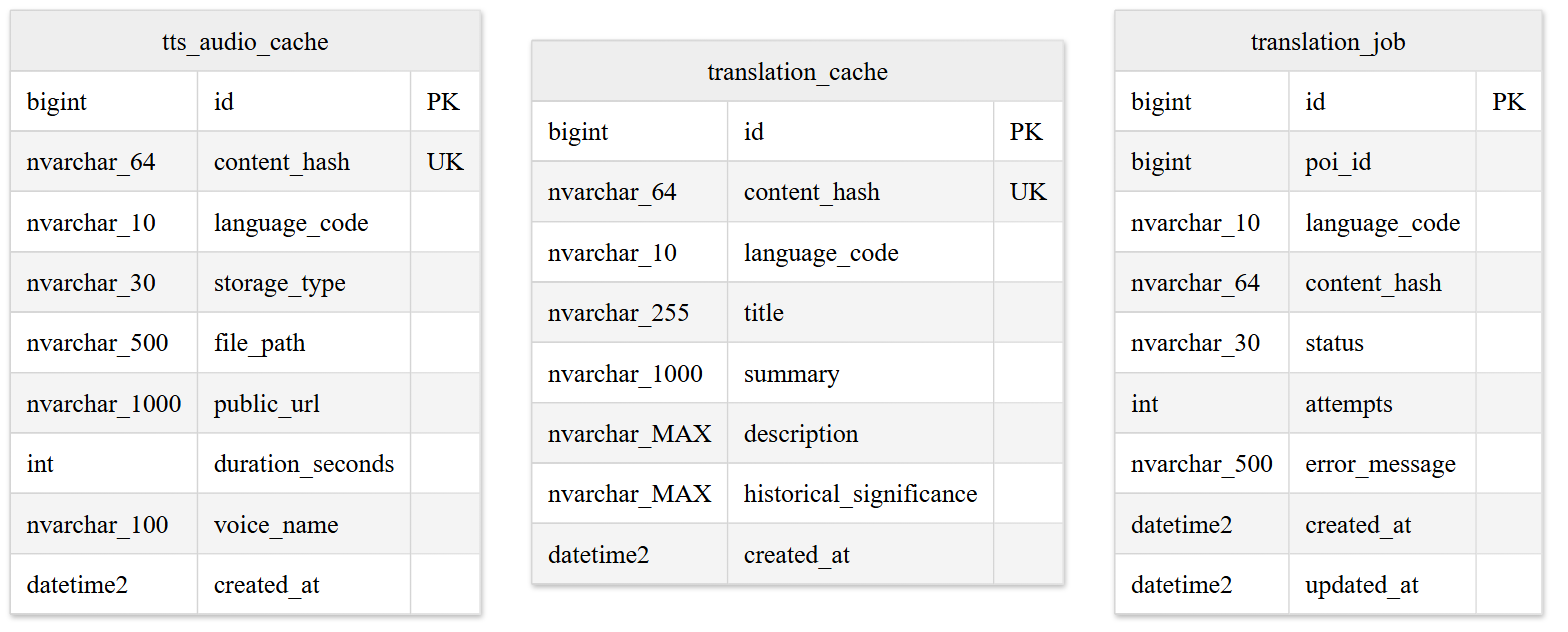 tts_audio_cache
bigint id PK
nvarchar_64 content_hash UK
nvarchar_10 language_code
nvarchar_30 storage_type
nvarchar_500 file_path
nvarchar_1000 public_url
int duration_seconds
nvarchar_100 voice_name
datetime2 created_at
translation_cache
bigint id PK
nvarchar_64 content_hash UK
nvarchar_10 language_code
nvarchar_255 title
nvarchar_1000 summary
nvarchar_MAX description
nvarchar_MAX historical_significance
datetime2 created_at
translation_job
bigint id PK
bigint poi_id
nvarchar_10 language_code
nvarchar_64 content_hash
nvarchar_30 status
int attempts
nvarchar_500 error_message
datetime2 created_at
datetime2 updated_at